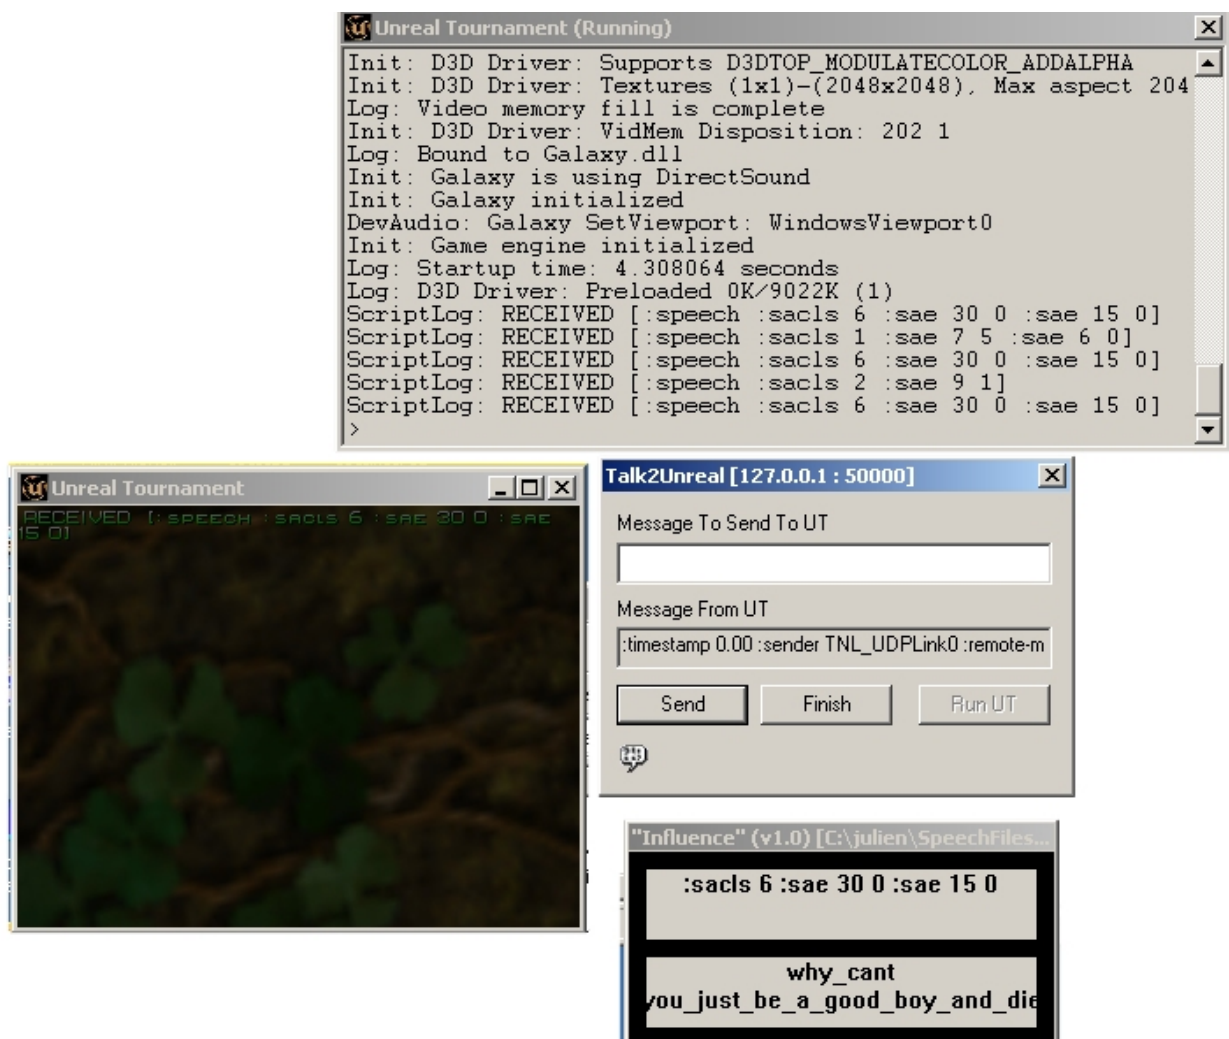 Unreal Tournament (Running)
Init: D3D Driver: Supports D3DTOP_MODULATECOLOR_ADDALPHA
Init: D3D Driver: Textures (1x1)-(2048x2048), Max aspect 204
Log: Video memory fill is complete
Init: D3D Driver: VidMem Disposition: 202 1
Log: Bound to Galaxy.dll
Init: Galaxy is using DirectSound
Init: Galaxy initialized
DevAudio: Galaxy SetViewport: WindowsViewport0
Init: Game engine initialized
Log: Startup time: 4.308064 seconds
Log: D3D Driver: Preloaded 0K/9022K (1)
ScriptLog: RECEIVED [:speech :sacls 6 :sae 30 0 :sae 15 0]
ScriptLog: RECEIVED [:speech :sacls 1 :sae 7 5 :sae 6 0]
ScriptLog: RECEIVED [:speech :sacls 6 :sae 30 0 :sae 15 0]
ScriptLog: RECEIVED [:speech :sacls 2 :sae 9 1]
ScriptLog: RECEIVED [:speech :sacls 6 :sae 30 0 :sae 15 0]
>
Unreal Tournament
RECEIVED [:SPEECH :SACLS 6 :SAE 30 0 :SAE
15 0]
Talk2Unreal [127.0.0.1 : 50000]
Message To Send To UT
Message From UT
:timestamp 0.00 :sender TNL_UDPLink0 :remote-m
Send Finish Run UT
"Influence" (v1.0) [C:\julien\SpeechFiles...
:sacls 6 :sae 30 0 :sae 15 0
why_cant
you_just_be_a_good_boy_and_die